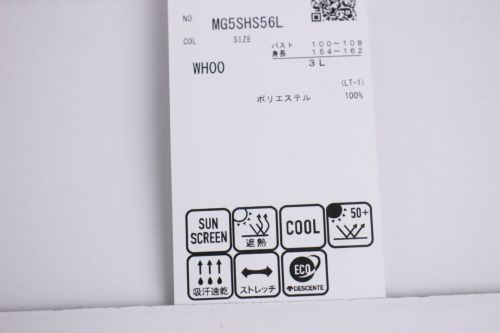 NO. MG5SHS56L
COL. SIZE
WH00
バスト 100～108
身長 154～162
3L
(LT-1)
ポリエステル 100%
SUN SCREEN
遮熱
COOL
50+
吸汗速乾
ストレッチ
ECO
DESCENTE